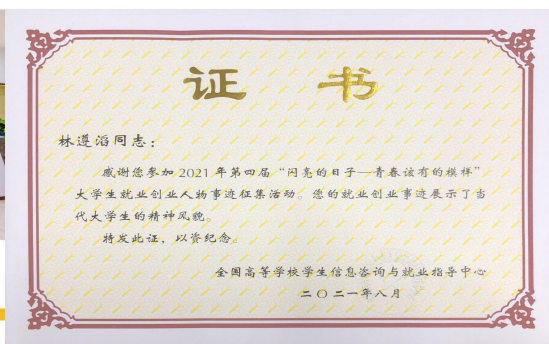 证 书
林遵滔同志:
感谢您参加 2021 年第四届“闪亮的日子—青春该有的模样”
大学生就业创业人物事迹征集活动。您的就业创业事迹展示了当
代大学生的精神风貌。
特发此证,以资纪念。
全国高等学校学生信息咨询与就业指导中心
二〇二一年八月